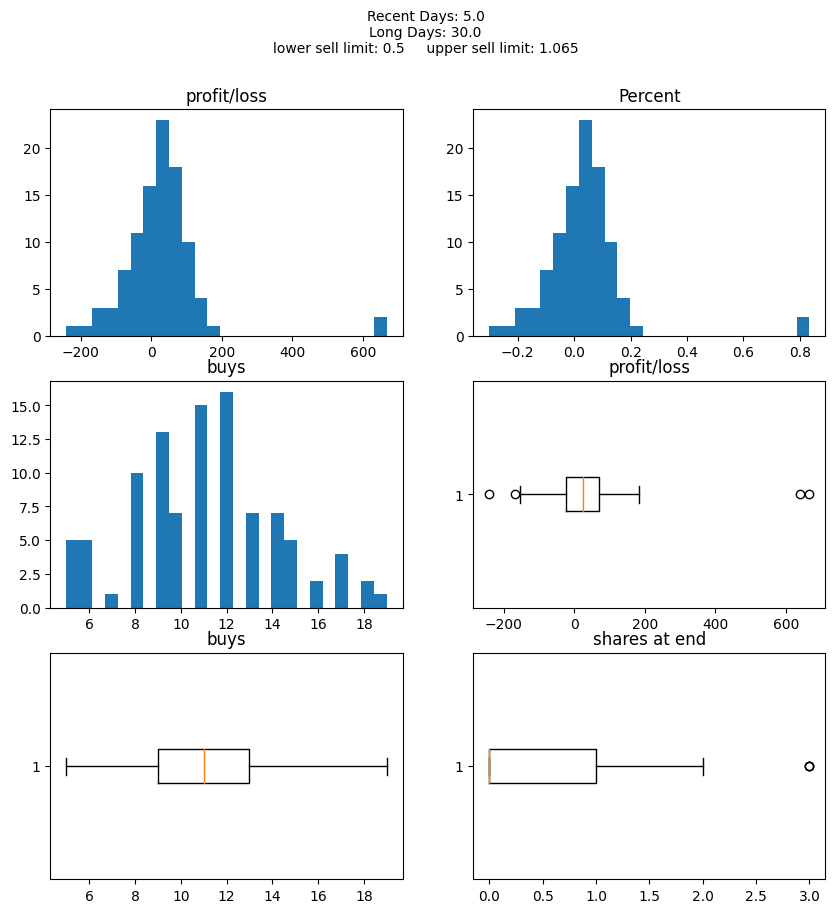 Recent Days: 5.0
Long Days: 30.0
lower sell limit: 0.5     upper sell limit: 1.065
profit/loss
20
15
10
5
0
−200 0 200 400 600
Percent
20
15
10
5
0
−0.2 0.0 0.2 0.4 0.6 0.8
buys
15.0
12.5
10.0
7.5
5.0
2.5
0.0
6 8 10 12 14 16 18
profit/loss
1
−200 0 200 400 600
buys
1
6 8 10 12 14 16 18
shares at end
1
0.0 0.5 1.0 1.5 2.0 2.5 3.0